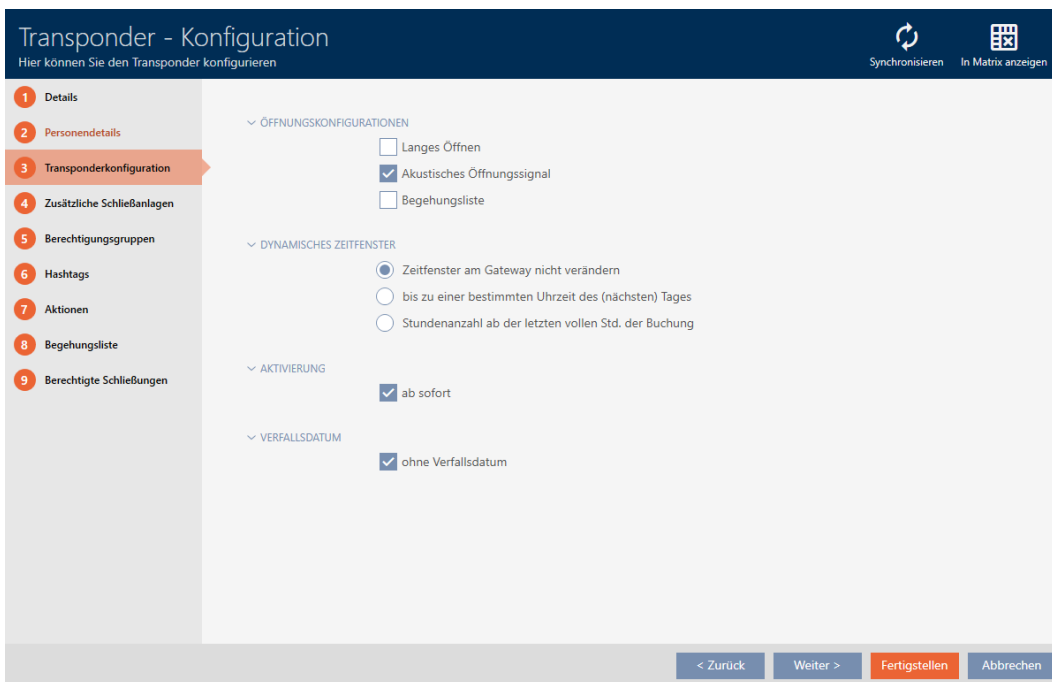 Transponder - Konfiguration
Hier können Sie den Transponder konfigurieren
Synchronisieren
In Matrix anzeigen
1 Details
2 Personendetails
3 Transponderkonfiguration
4 Zusätzliche Schließanlagen
5 Berechtigungsgruppen
6 Hashtags
7 Aktionen
8 Begehungsliste
9 Berechtigte Schließungen
ÖFFNUNGSKONFIGURATIONEN
Langes Öffnen
Akustisches Öffnungssignal
Begehungsliste
DYNAMISCHES ZEITFENSTER
Zeitfenster am Gateway nicht verändern
bis zu einer bestimmten Uhrzeit des (nächsten) Tages
Stundenanzahl ab der letzten vollen Std. der Buchung
AKTIVIERUNG
ab sofort
VERFALLSDATUM
ohne Verfallsdatum
< Zurück
Weiter >
Fertigstellen
Abbrechen